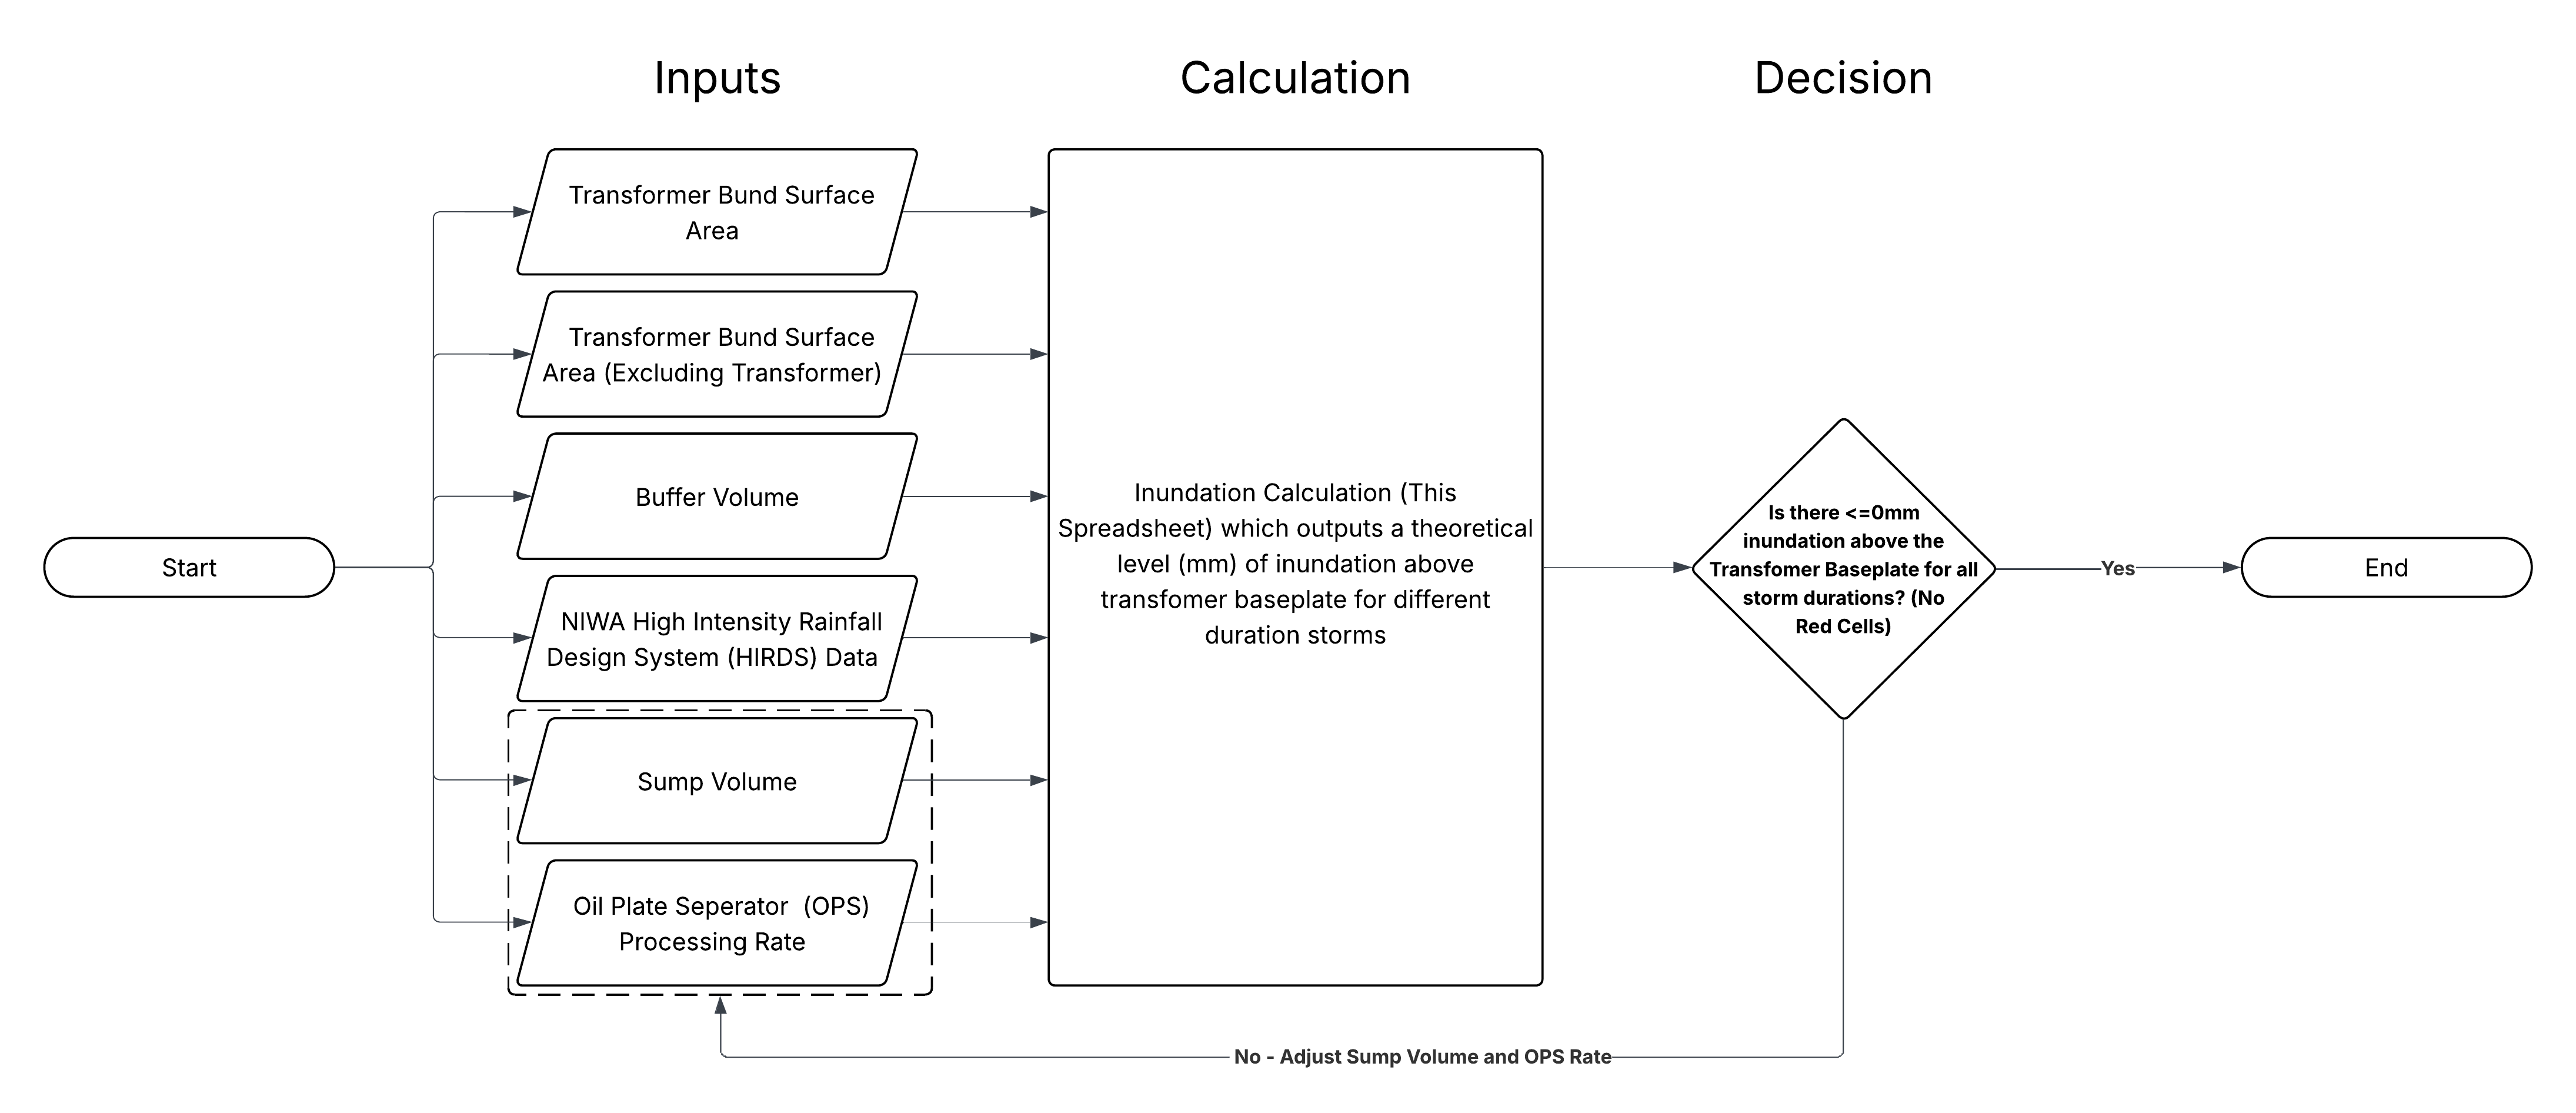 Inputs
Calculation
Decision
Transformer Bund Surface
Area
Transformer Bund Surface
Area (Excluding Transformer)
Buffer Volume
Start
NIWA High Intensity Rainfall
Design System (HIRDS) Data
Sump Volume
Oil Plate Seperator  (OPS)
Processing Rate
Inundation Calculation (This
Spreadsheet) which outputs a theoretical
level (mm) of inundation above
transfomer baseplate for different
duration storms
Is there <=0mm
inundation above the
Transfomer Baseplate for all
storm durations? (No
Red Cells)
Yes
End
No - Adjust Sump Volume and OPS Rate